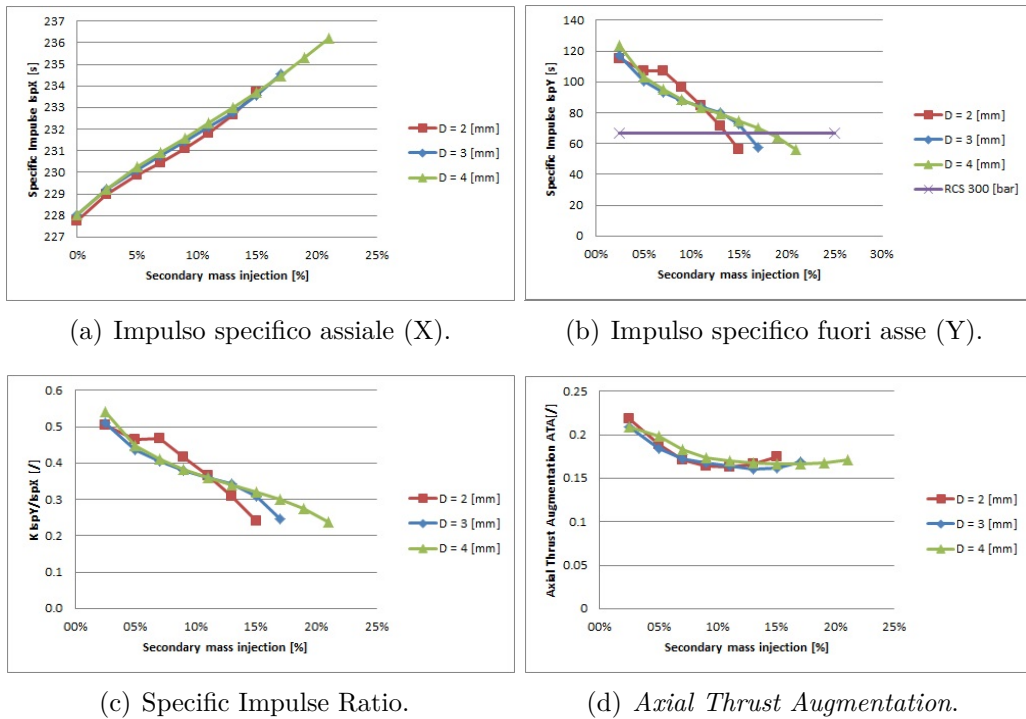 237
236
235
234
233
232
231
230
229
228
227
Specific Impulse IspX [s]
0%
5%
10%
15%
20%
25%
Secondary mass injection [%]
D = 2 [mm]
D = 3 [mm]
D = 4 [mm]
(a) Impulso specifico assiale (X).
140
120
100
80
60
40
20
0
Specific Impulse IspY [s]
00%
05%
10%
15%
20%
25%
30%
Secondary mass injection [%]
D = 2 [mm]
D = 3 [mm]
D = 4 [mm]
RCS 300 [bar]
(b) Impulso specifico fuori asse (Y).
0.6
0.5
0.4
0.3
0.2
0.1
0.0
K IspY/IspX [/]
00%
05%
10%
15%
20%
25%
Secondary mass injection [%]
D = 2 [mm]
D = 3 [mm]
D = 4 [mm]
(c) Specific Impulse Ratio.
0.25
0.2
0.15
0.1
0.05
0
Axial Thrust Augmentation ATA[/]
00%
05%
10%
15%
20%
25%
Secondary mass injection [%]
D = 2 [mm]
D = 3 [mm]
D = 4 [mm]
(d) Axial Thrust Augmentation.